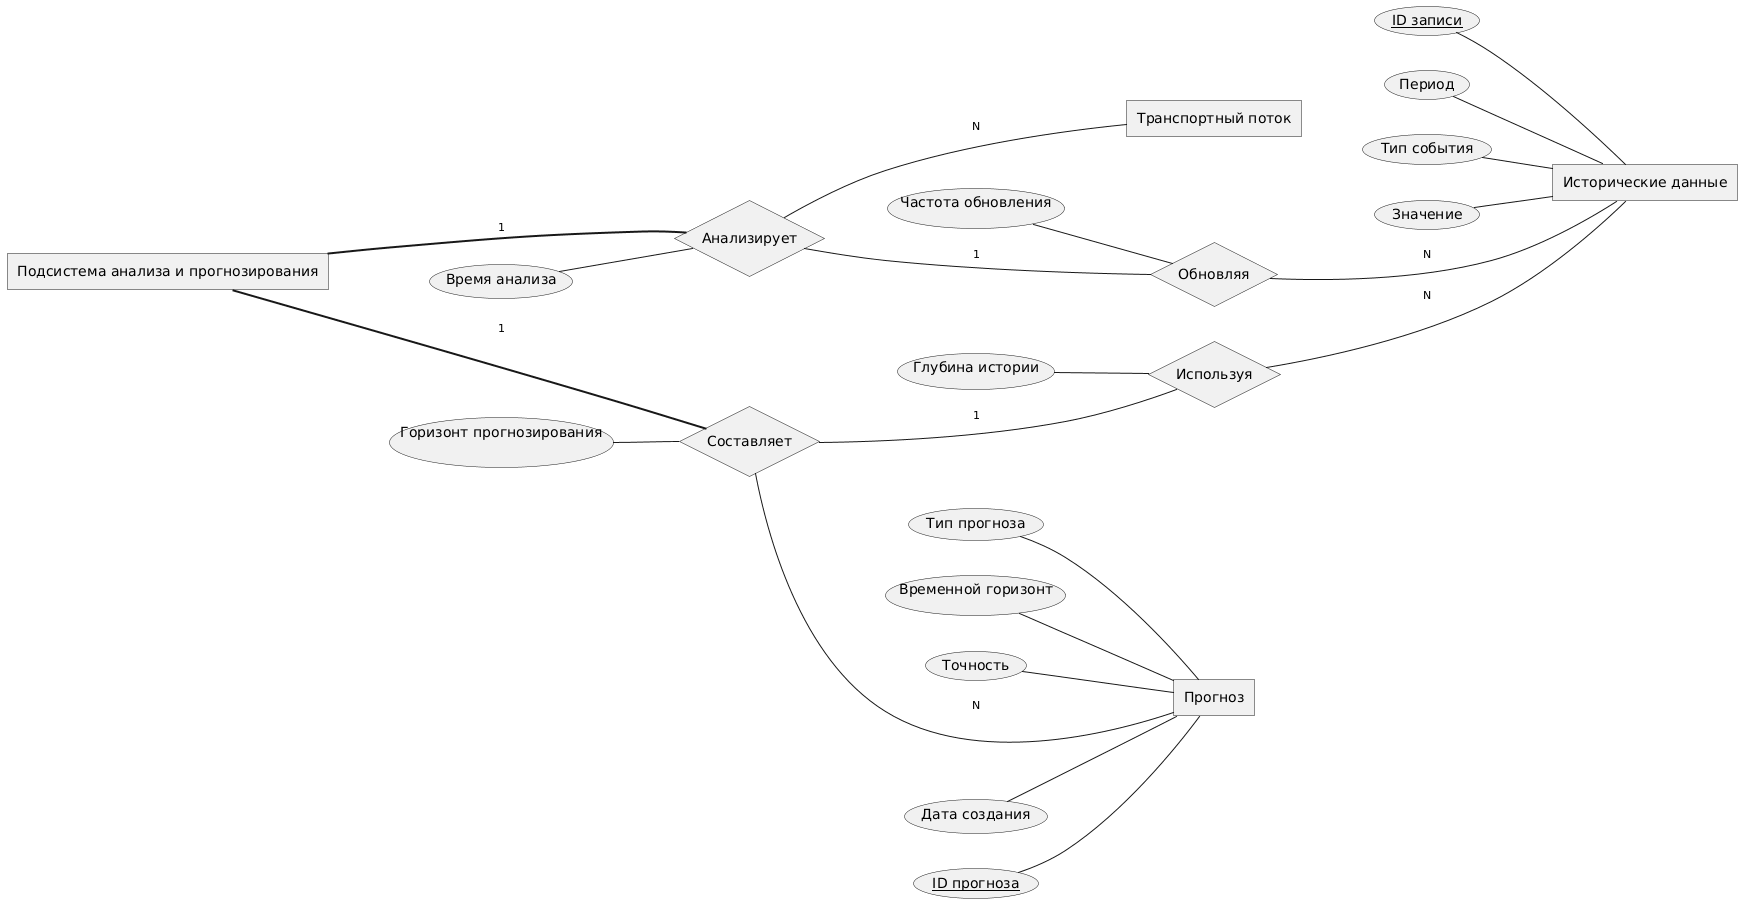 ID записи
Период
Транспортный поток
N
Тип события
Исторические данные
Частота обновления
Значение
1
Анализирует
N
1
Подсистема анализа и прогнозирования
Обновляя
Время анализа
N
1
Глубина истории
Используя
1
Горизонт прогнозирования
Составляет
Тип прогноза
Временной горизонт
Точность
Прогноз
N
Дата создания
ID прогноза